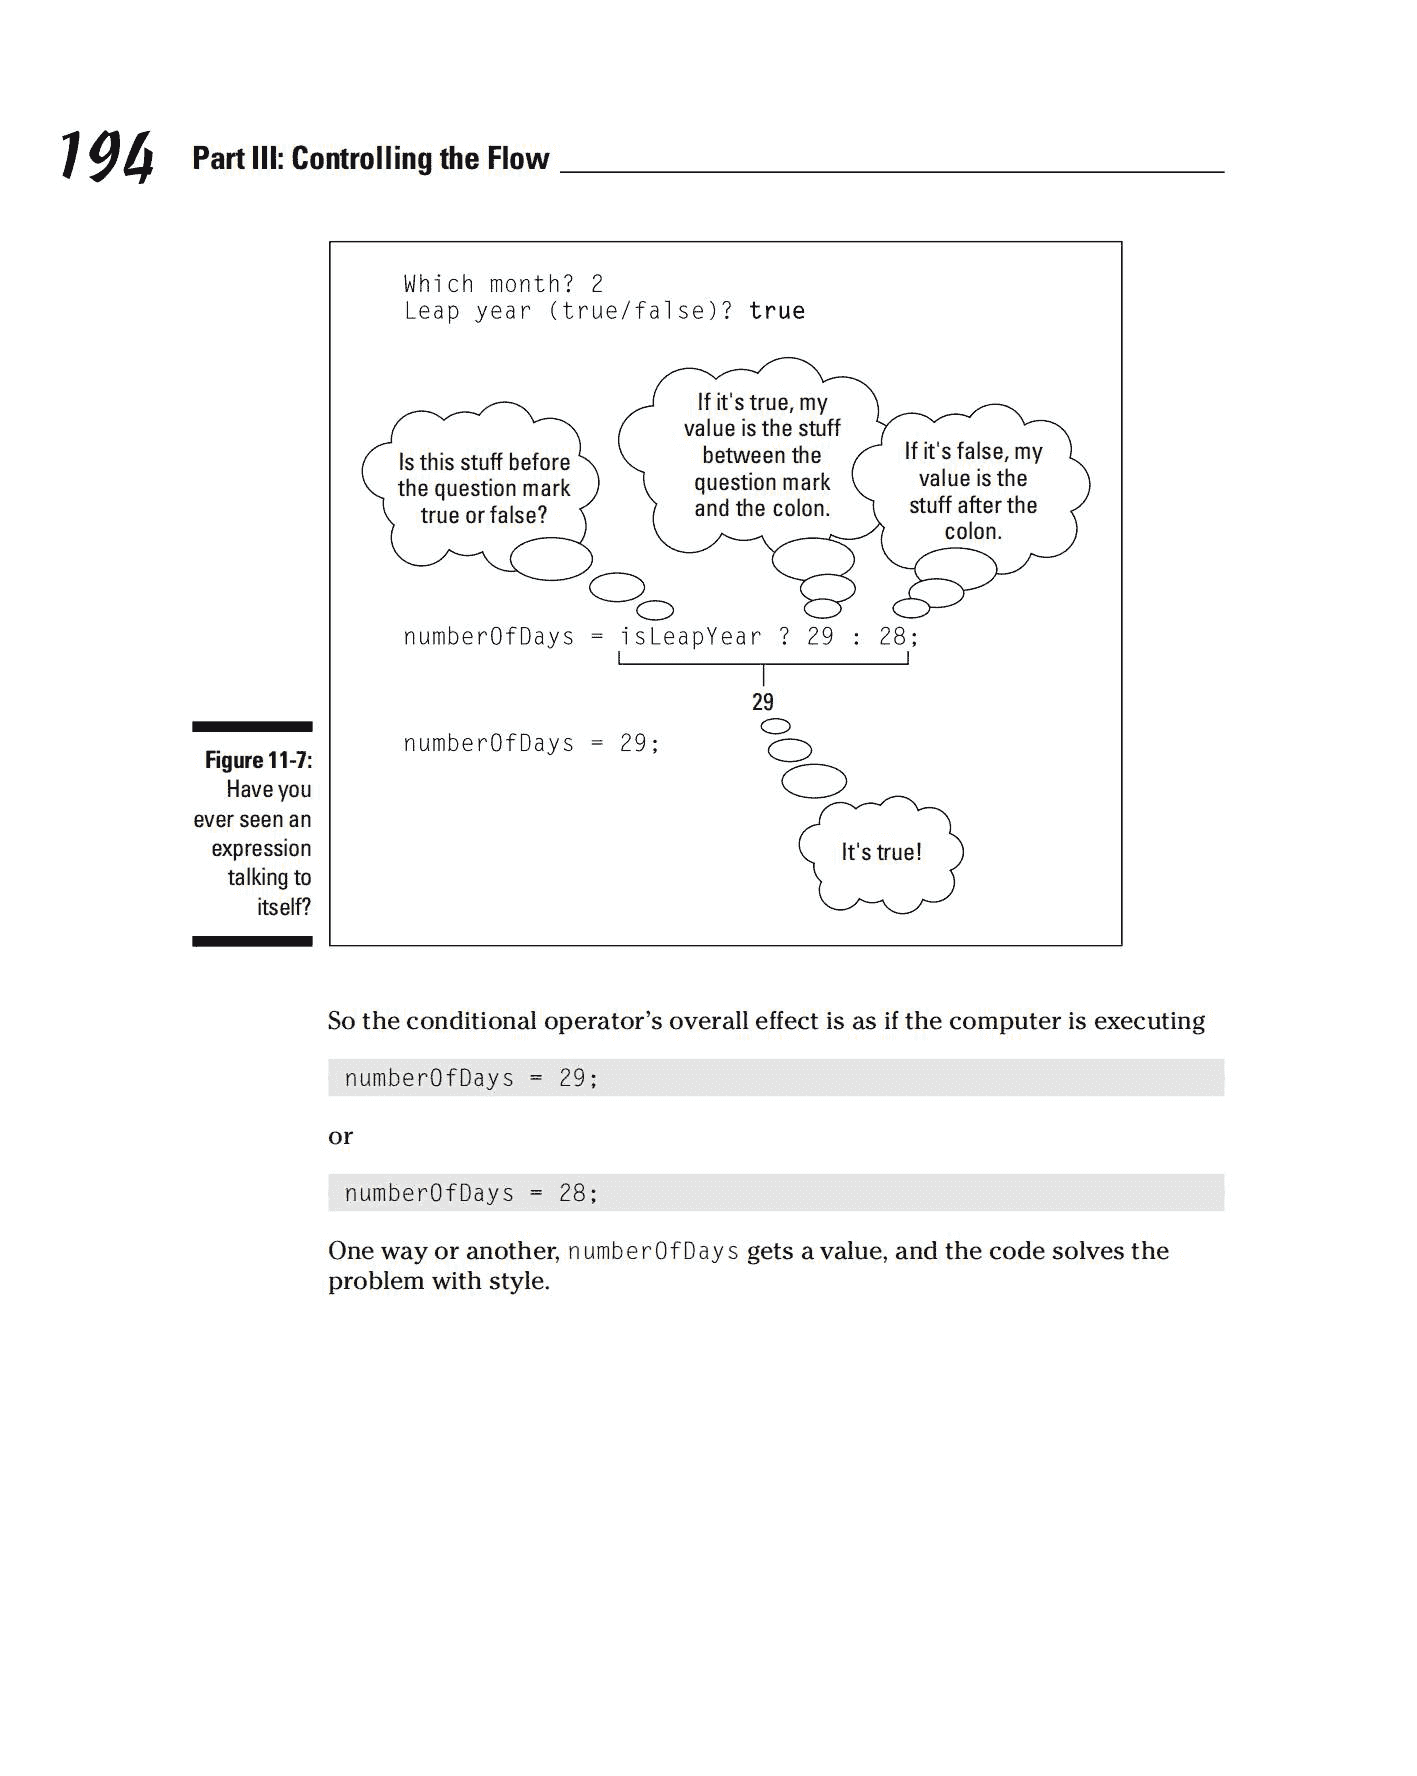 194 Part III: Controlling the Flow
Which month? 2
Leap year (true/false)? true
Is this stuff before
the question mark
true or false?
If it's true, my
value is the stuff
between the
question mark
and the colon.
If it's false, my
value is the
stuff after the
colon.
numberOfDays = isLeapYear ? 29 : 28;
29
numberOfDays = 29;
It's true!
Figure 11-7:
Have you
ever seen an
expression
talking to
itself?
So the conditional operator’s overall effect is as if the computer is executing
numberOfDays = 29;
or
numberOfDays = 28;
One way or another, numberOfDays gets a value, and the code solves the
problem with style.